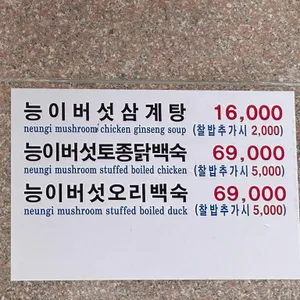 능이버섯삼계탕 16,000
neungi mushroom chicken ginseng soup (찰밥추가시 2,000)
능이버섯토종닭백숙 69,000
neungi mushroom stuffed boiled chicken (찰밥추가시 5,000)
능이버섯오리백숙 69,000
neungi mushroom stuffed boiled duck (찰밥추가시 5,000)